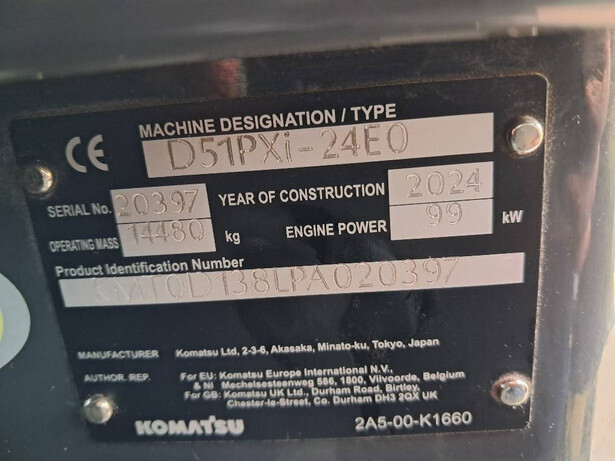 CE
MACHINE DESIGNATION / TYPE
D51PXi-24E0
SERIAL No. 20397 YEAR OF CONSTRUCTION 2024
OPERATING MASS 14480 kg ENGINE POWER 99 kW
Product Identification Number
KMT0D138LPA020397
MANUFACTURER Komatsu Ltd, 2-3-6, Akasaka, Minato-ku, Tokyo, Japan
AUTHOR. REP. For EU: Komatsu Europe International N.V.,
& NI Mechelsesteenweg 586, 1800, Vilvoorde, Belgium
For GB: Komatsu UK Ltd., Durham Road, Birtley,
Chester-le-Street, Co. Durham DH3 2QX UK
KOMATSU 2A5-00-K1660